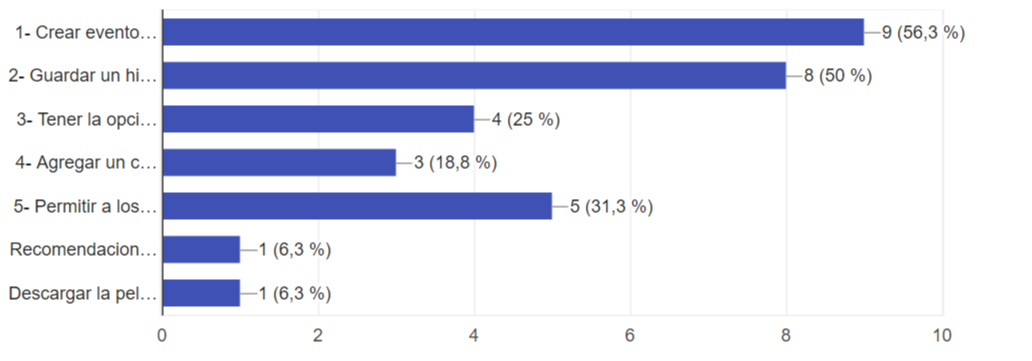 1- Crear evento… 9 (56,3 %)
2- Guardar un hi… 8 (50 %)
3- Tener la opci… 4 (25 %)
4- Agregar un c… 3 (18,8 %)
5- Permitir a los… 5 (31,3 %)
Recomendacion… 1 (6,3 %)
Descargar la pel… 1 (6,3 %)
0 2 4 6 8 10